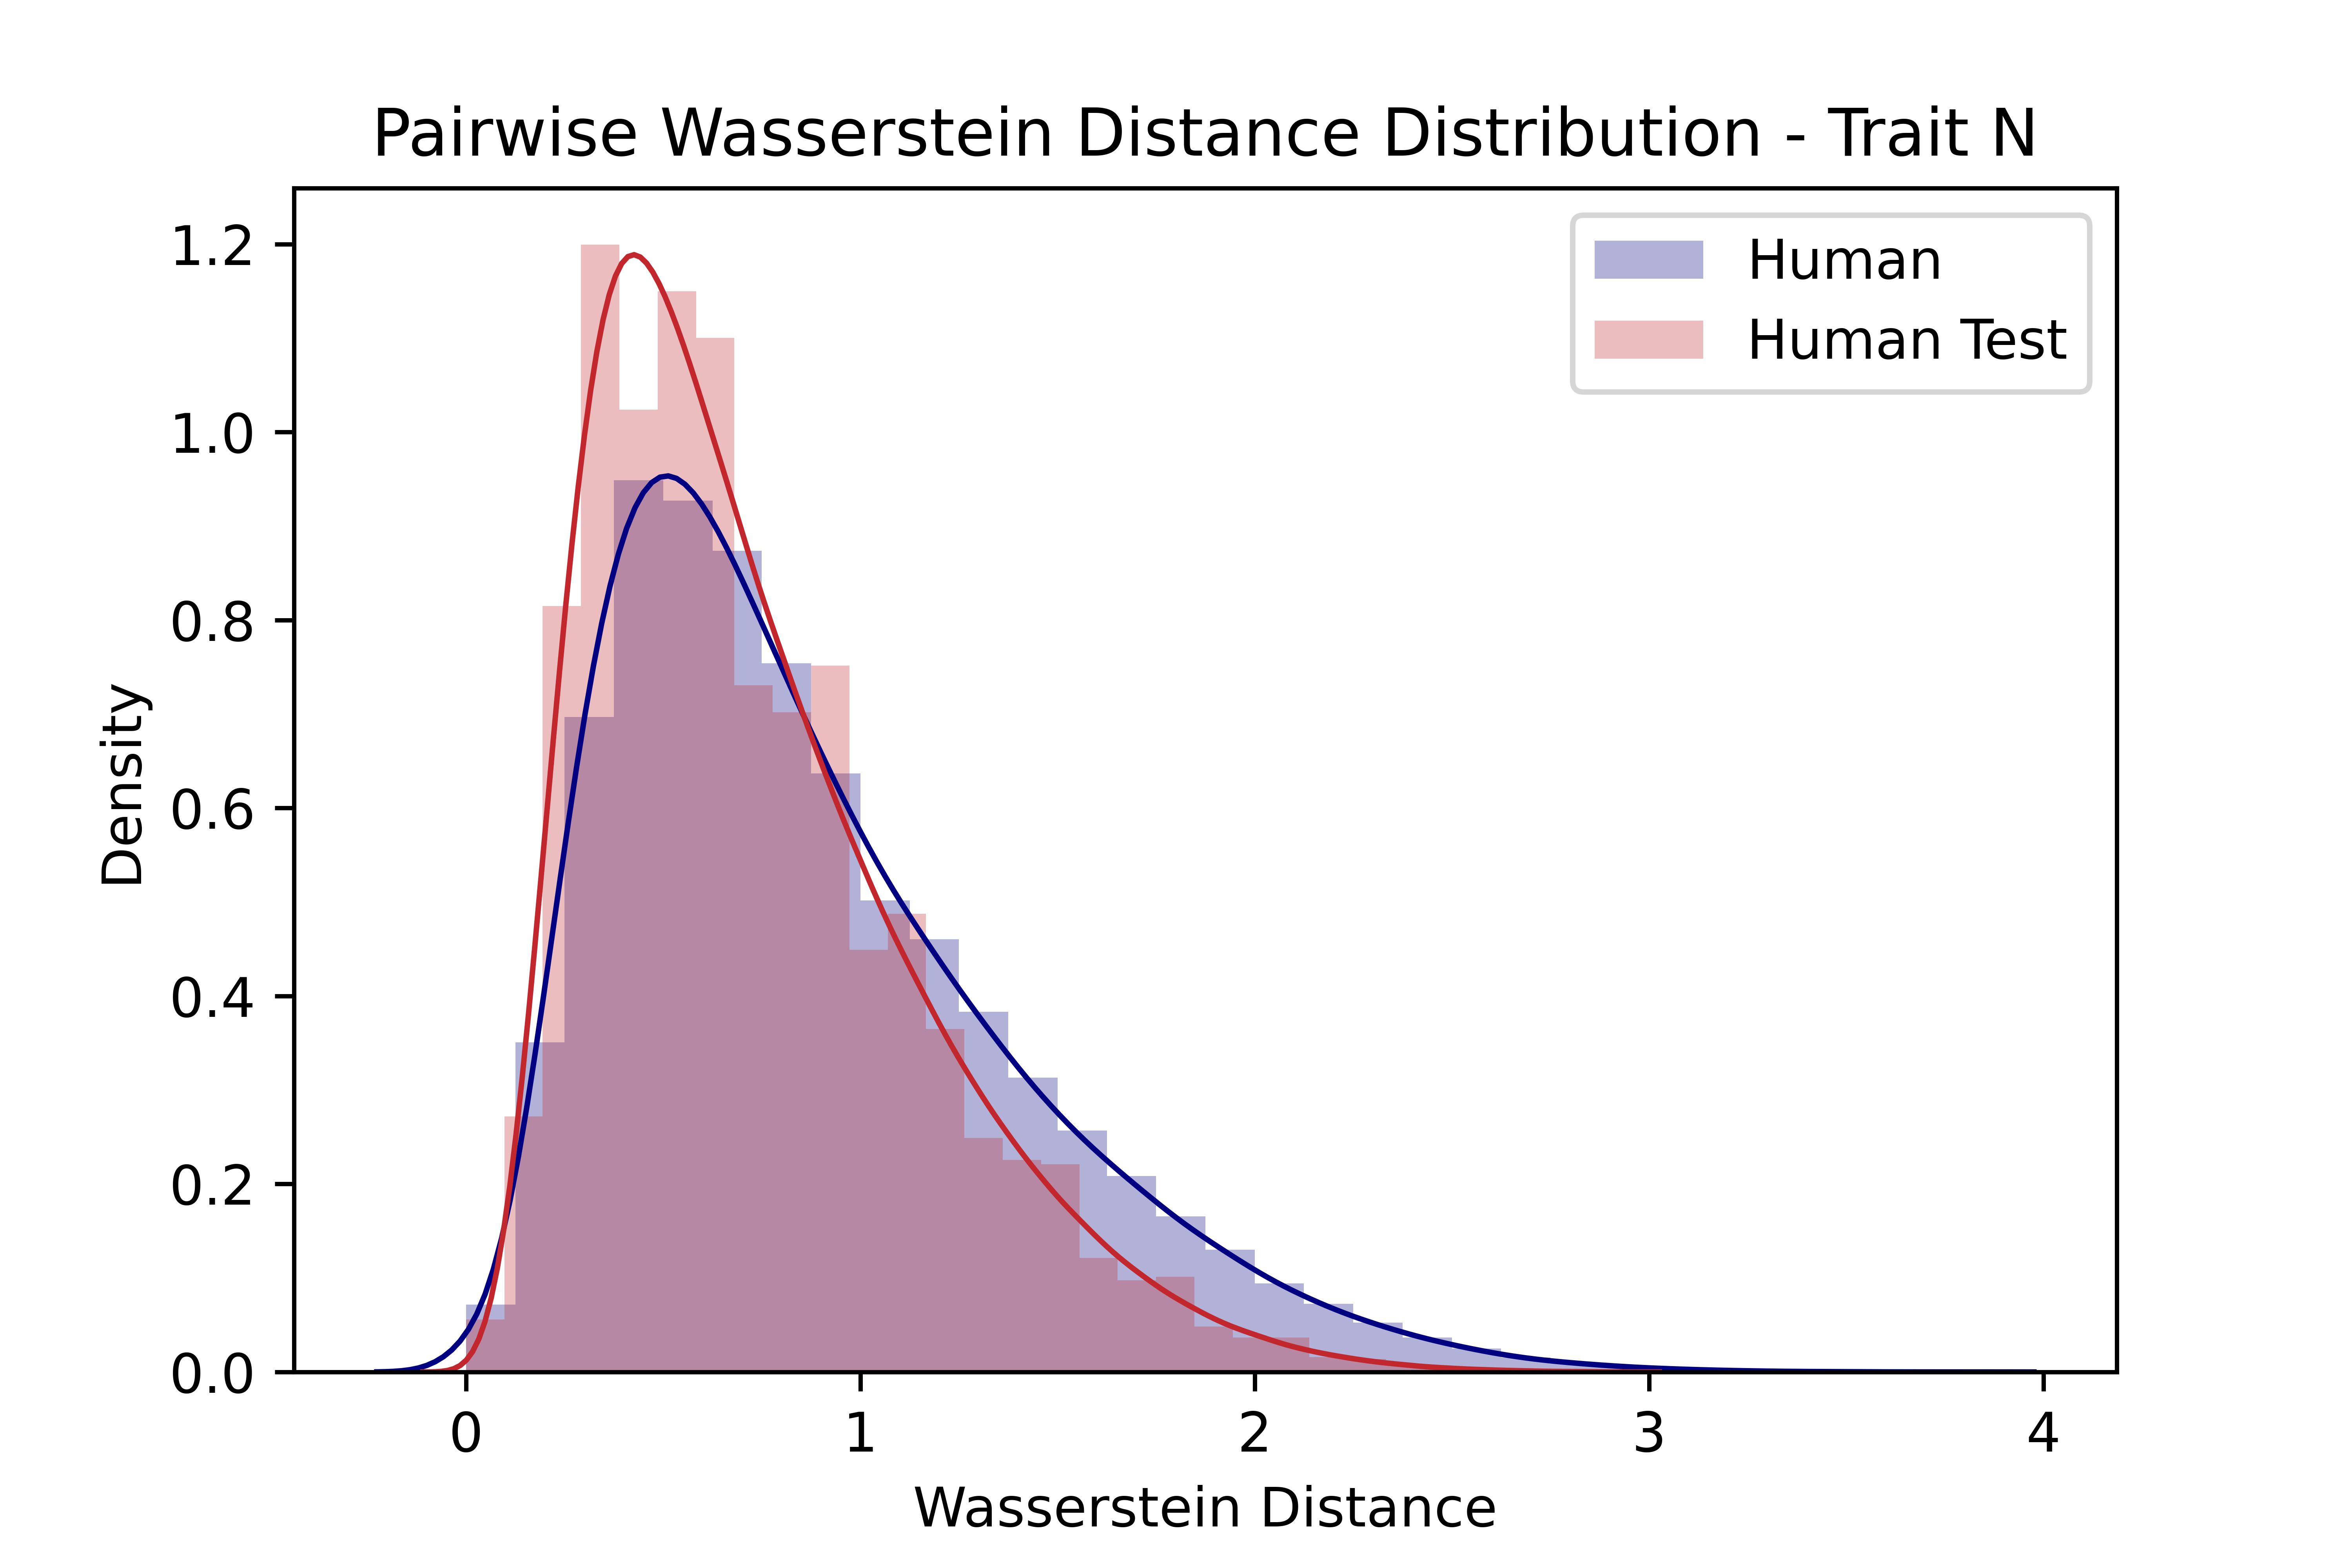 Pairwise Wasserstein Distance Distribution - Trait N
Human
Human Test
1.2
1.0
0.8
0.6
0.4
0.2
0.0
Density
0 1 2 3 4
Wasserstein Distance